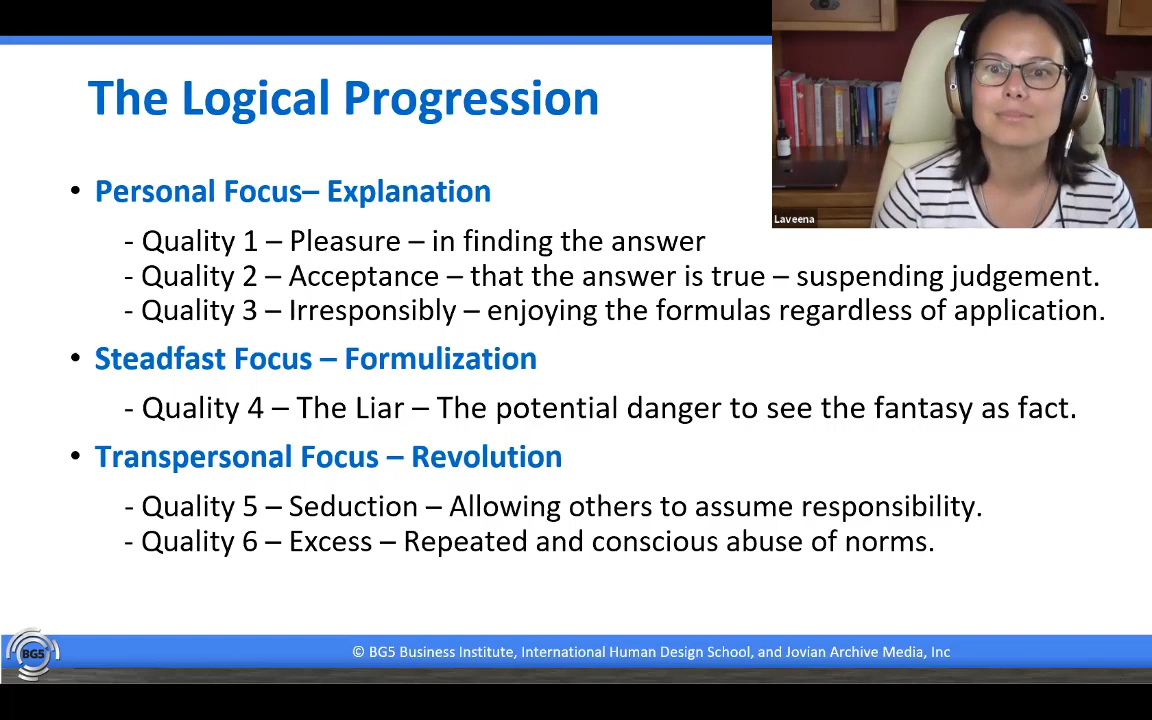 The Logical Progression
Laveena
• Personal Focus– Explanation
- Quality 1 – Pleasure – in finding the answer
- Quality 2 – Acceptance – that the answer is true – suspending judgement.
- Quality 3 – Irresponsibly – enjoying the formulas regardless of application.
• Steadfast Focus – Formulization
- Quality 4 – The Liar – The potential danger to see the fantasy as fact.
• Transpersonal Focus – Revolution
- Quality 5 – Seduction – Allowing others to assume responsibility.
- Quality 6 – Excess – Repeated and conscious abuse of norms.
BG5
© BG5 Business Institute, International Human Design School, and Jovian Archive Media, Inc